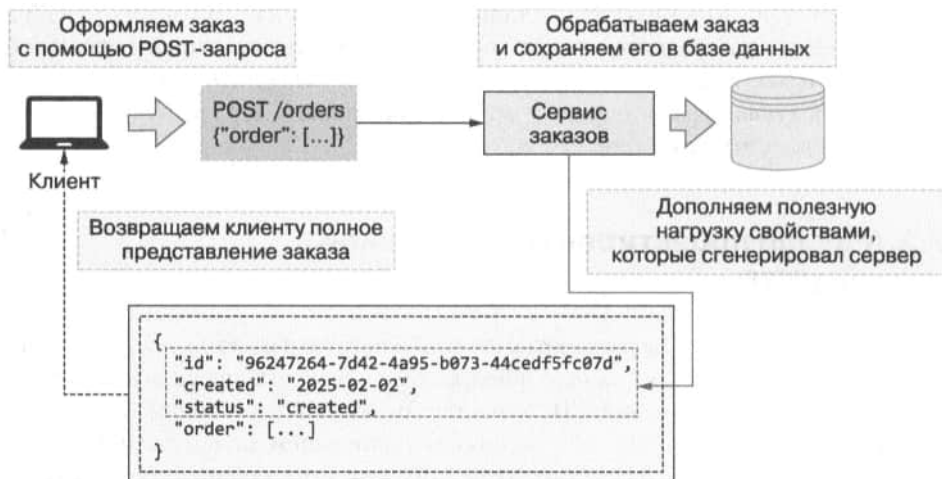 Оформляем заказ
с помощью POST-запроса
Обрабатываем заказ
и сохраняем его в базе данных
POST /orders
{"order": [...]}
Сервис
заказов
Клиент
Возвращаем клиенту полное
представление заказа
Дополняем полезную
нагрузку свойствами,
которые сгенерировал сервер
{
"id": "96247264-7d42-4a95-b073-44cedf5fc07d",
"created": "2025-02-02",
"status": "created",
"order": [...]
}